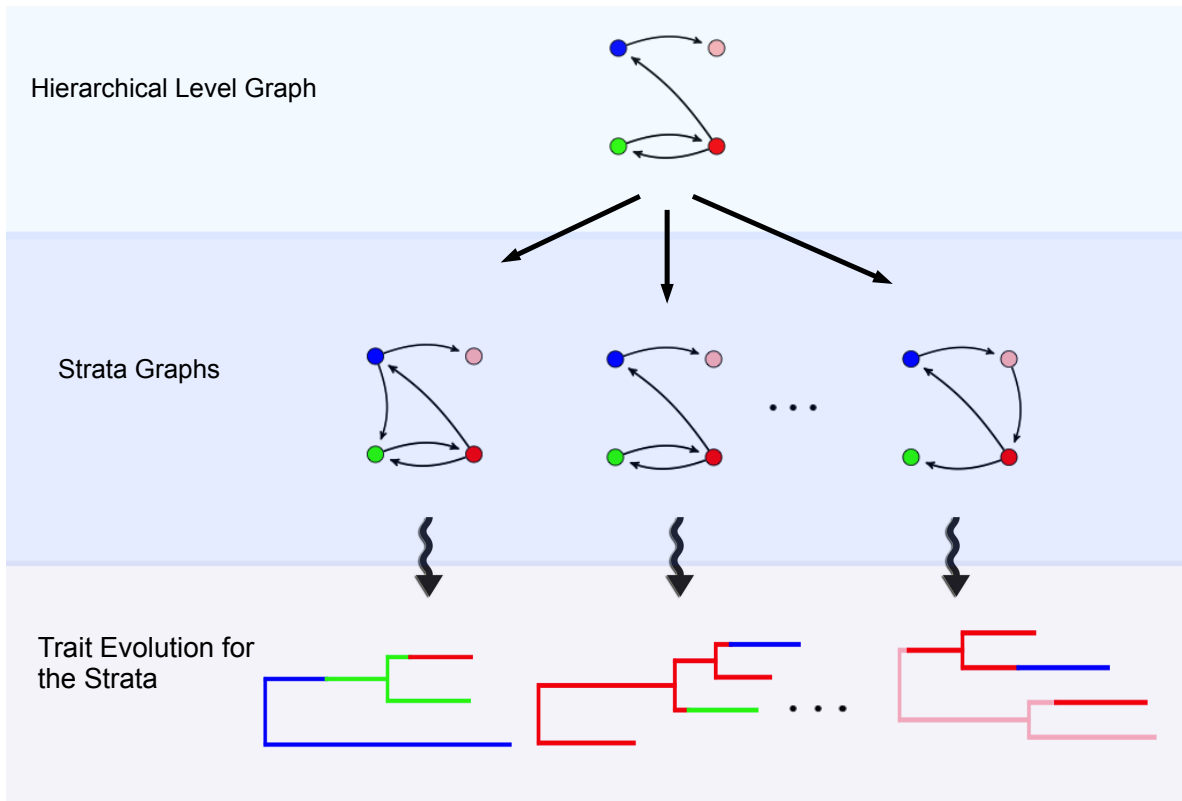 Hierarchical Level Graph
Strata Graphs
. . .
Trait Evolution for
the Strata
. . .